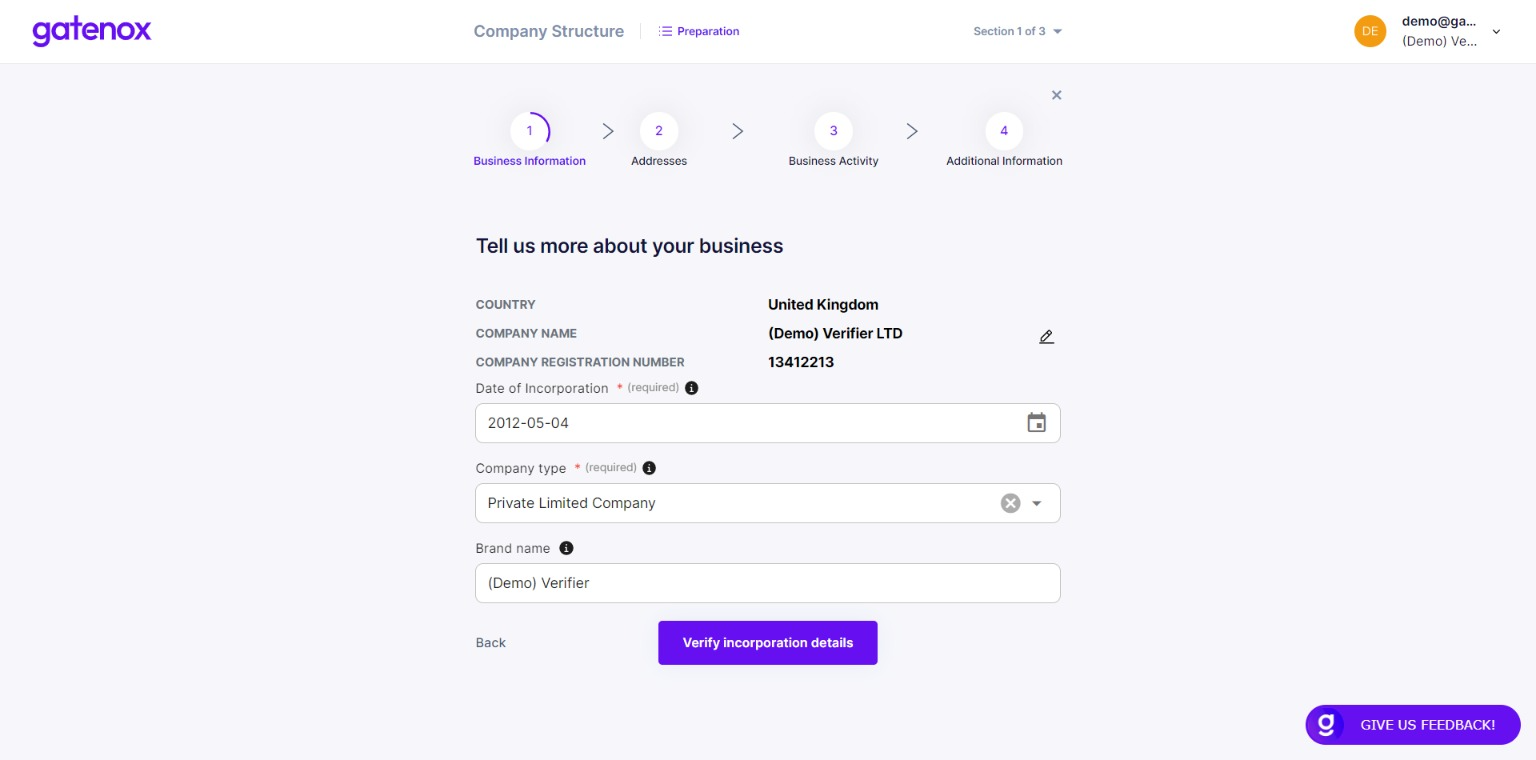 gatenox
Company Structure
Preparation
Section 1 of 3
DE
demo@ga...
(Demo) Ve...
1
2
3
4
Business Information
Addresses
Business Activity
Additional Information
Tell us more about your business
COUNTRY United Kingdom
COMPANY NAME (Demo) Verifier LTD
COMPANY REGISTRATION NUMBER 13412213
Date of Incorporation * (required)
2012-05-04
Company type * (required)
Private Limited Company
Brand name
(Demo) Verifier
Back
Verify incorporation details
g GIVE US FEEDBACK!